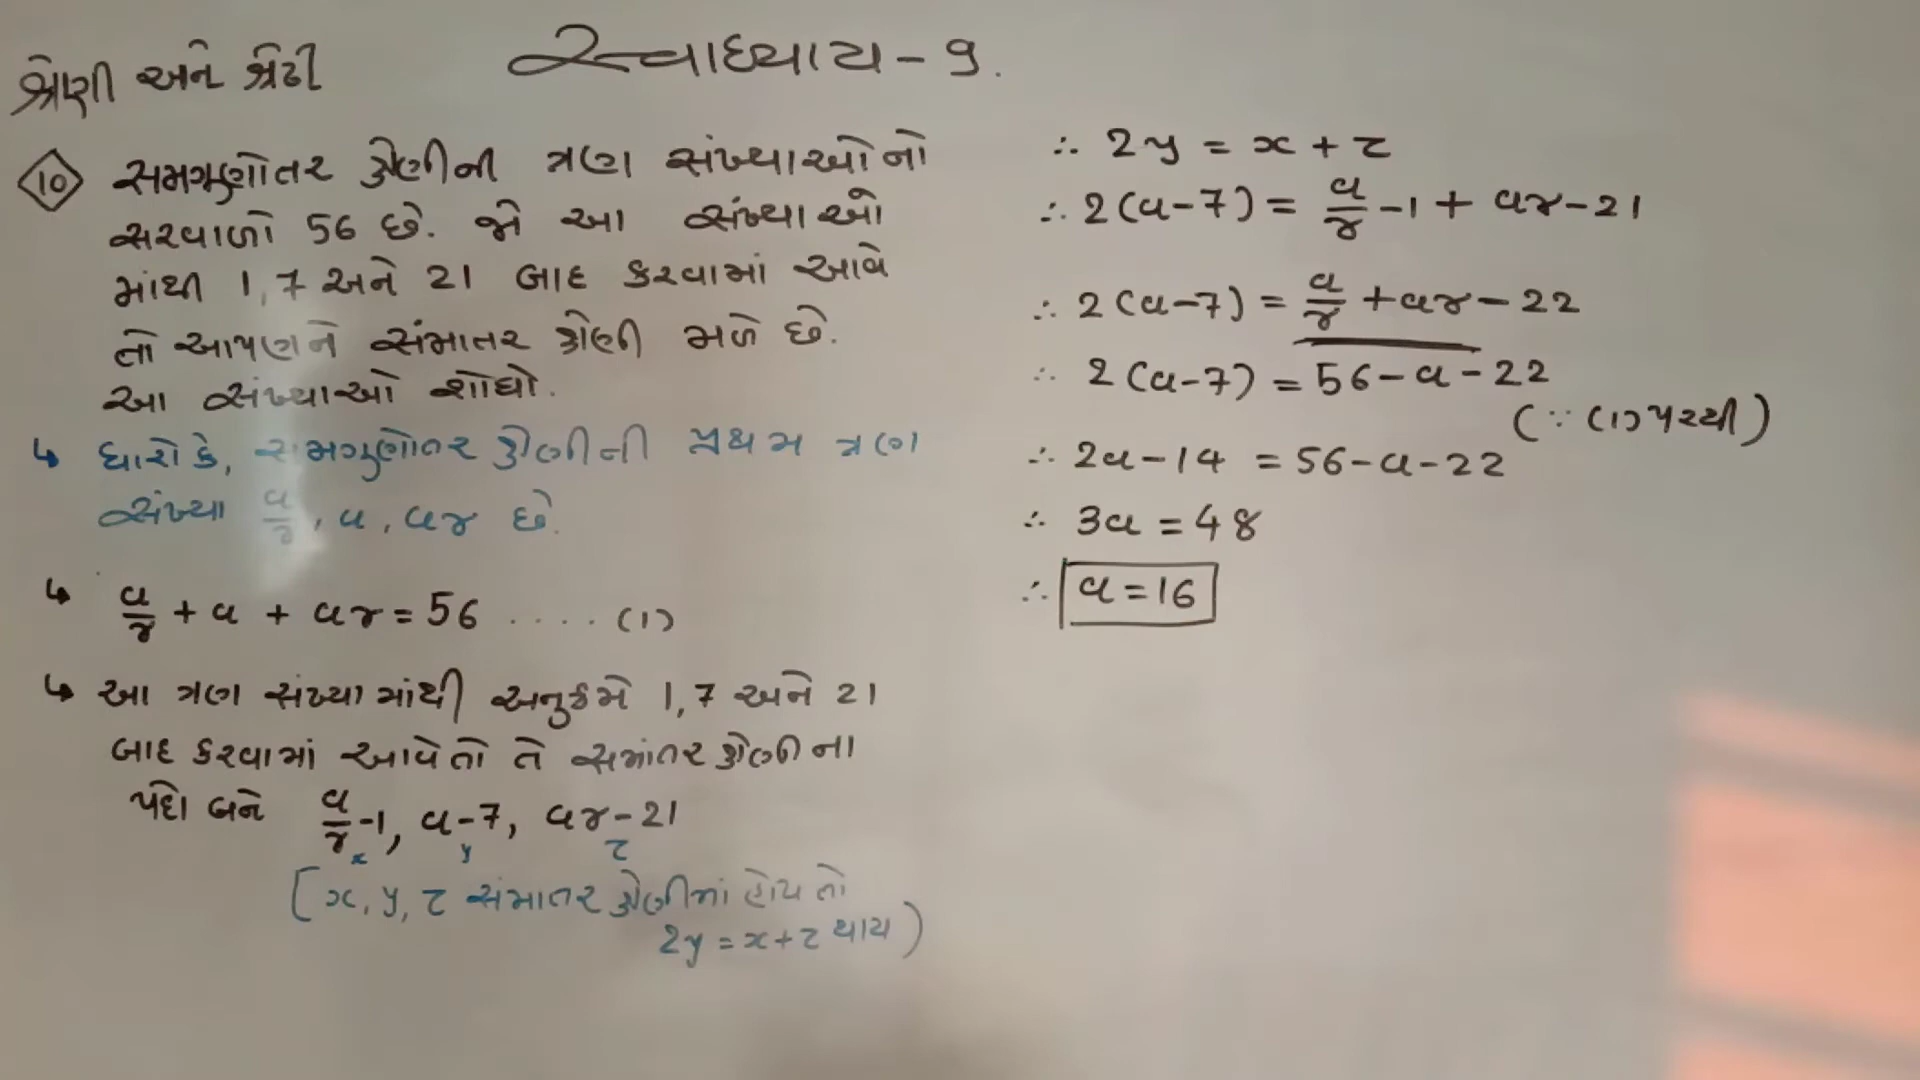 શ્રેણી અને શ્રેઢી
સ્વાધ્યાય - 9.
10 સમગુણોતર શ્રેણીની ત્રણ સંખ્યાઓનો
સરવાળો 56 છે. જો આ સંખ્યાઓ
માંથી 1, 7 અને 21 બાદ કરવામાં આવે
તો આપણને સંમાતર શ્રેણી મળે છે.
આ સંખ્યાઓ શોધો.
↳ ધારો કે, સમગુણોતર શ્રેણીની પ્રથમ ત્રણ
સંખ્યા a/r, a, ar છે.
↳ a/r + a + ar = 56 ..... (1)
↳ આ ત્રણ સંખ્યામાંથી અનુક્રમે 1, 7 અને 21
બાદ કરવામાં આવે તો તે સમાંતર શ્રેણીના
પદો બને a/r - 1, a - 7, ar - 21
x y z
[x, y, z સંમાતર શ્રેણીમાં હોય તો
2y = x + z થાય)
∴ 2y = x + z
∴ 2(a-7) = a/r - 1 + ar - 21
∴ 2(a-7) = a/r + ar - 22
∴ 2(a-7) = 56 - a - 22
(∵ (1) પરથી)
∴ 2a - 14 = 56 - a - 22
∴ 3a = 48
∴ a = 16